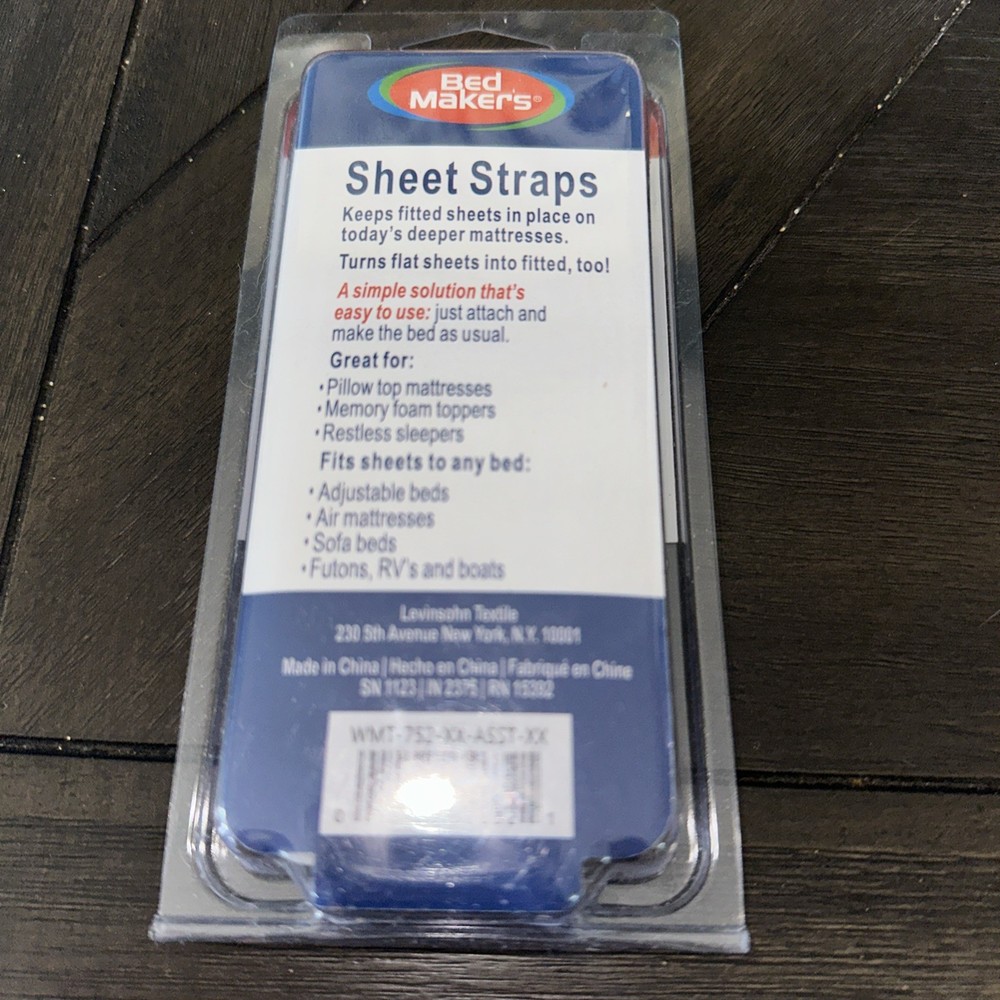 Bed
Maker's®
Sheet Straps
Keeps fitted sheets in place on
today's deeper mattresses.
Turns flat sheets into fitted, too!
A simple solution that's
easy to use: just attach and
make the bed as usual.
Great for:
• Pillow top mattresses
• Memory foam toppers
• Restless sleepers
Fits sheets to any bed:
• Adjustable beds
• Air mattresses
• Sofa beds
• Futons, RV's and boats
Levinsohn Textile
230 5th Avenue New York, N.Y. 10001
Made in China | Hecho en China | Fabriqué en Chine
SN 1123 | IN 2375 | RN 15392
WMT-752-XX-ASST-XX
0 1